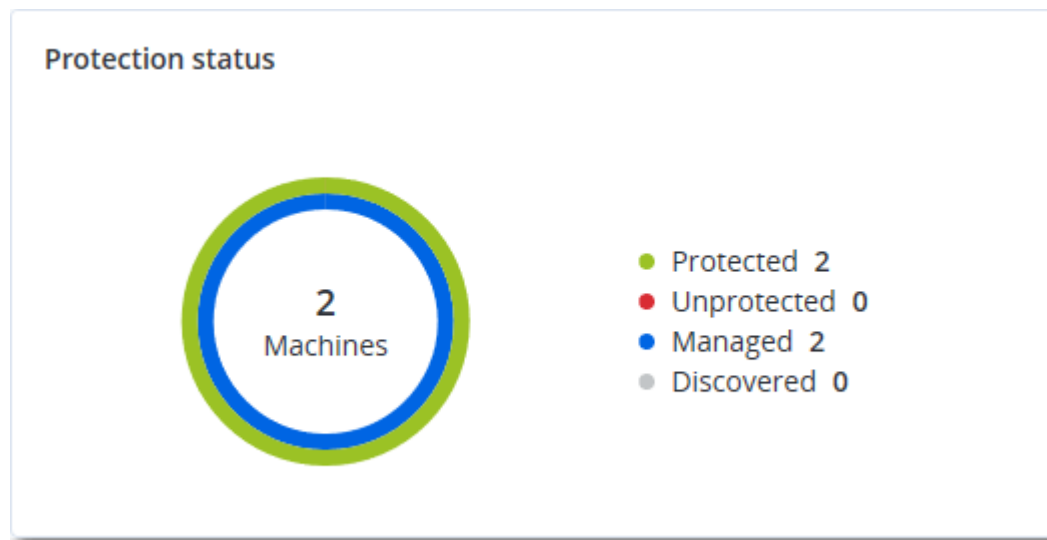 Protection status
2
Machines
Protected 2
Unprotected 0
Managed 2
Discovered 0